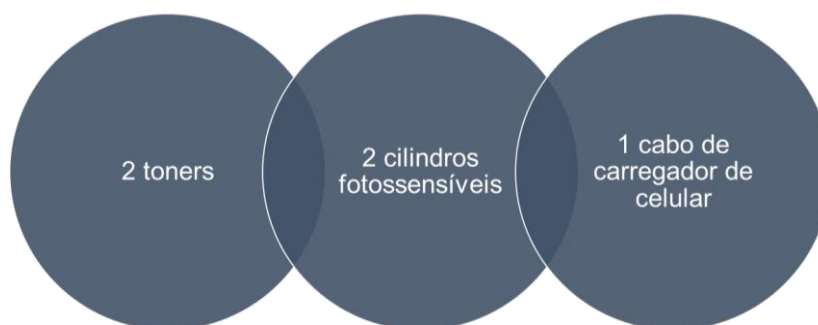 2 toners
2 cilindros
fotossensíveis
1 cabo de
carregador de
celular